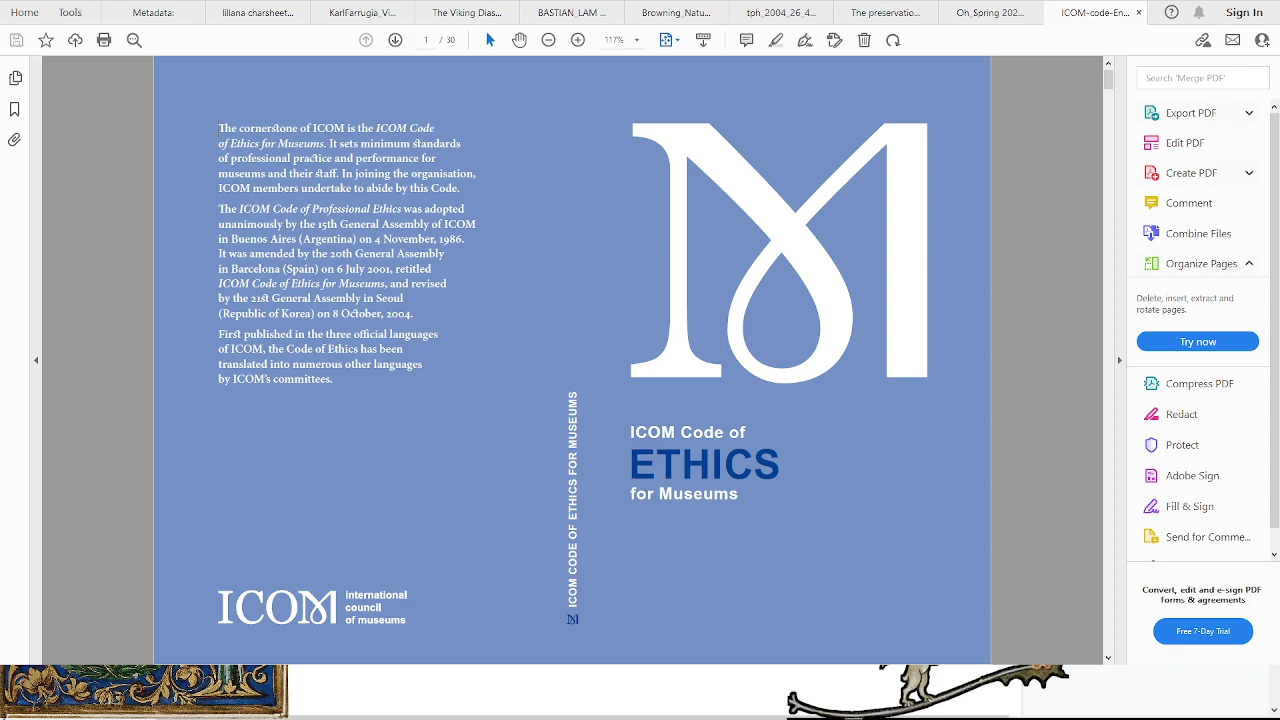 Home
Tools
Metadata:
lillana charsheet...
KarlFarrugia_Vi...
The Viking Dias...
BASTIAN_LAM ...
Browning_Natu...
tph_2004_26_4...
The preservatio...
Oh_Spring 202...
ICOM-code-En...
Sign In
1 / 30
117%
The cornerstone of ICOM is the ICOM Code
of Ethics for Museums. It sets minimum standards
of professional practice and performance for
museums and their staff. In joining the organisation,
ICOM members undertake to abide by this Code.
The ICOM Code of Professional Ethics was adopted
unanimously by the 15th General Assembly of ICOM
in Buenos Aires (Argentina) on 4 November, 1986.
It was amended by the 20th General Assembly
in Barcelona (Spain) on 6 July 2001, retitled
ICOM Code of Ethics for Museums, and revised
by the 21st General Assembly in Seoul
(Republic of Korea) on 8 October, 2004.
First published in the three official languages
of ICOM, the Code of Ethics has been
translated into numerous other languages
by ICOM's committees.
ICOM
international
council
of museums
ICOM CODE OF ETHICS FOR MUSEUMS
M
M
ICOM Code of
ETHICS
for Museums
Search 'Merge PDF'
Export PDF
Edit PDF
Create PDF
Comment
Combine Files
Organize Pages
Delete, insert, extract and
rotate pages.
Try now
Compress PDF
Redact
Protect
Adobe Sign
Fill & Sign
Send for Comme...
Convert, edit and e-sign PDF
forms & agreements
Free 7-Day Trial